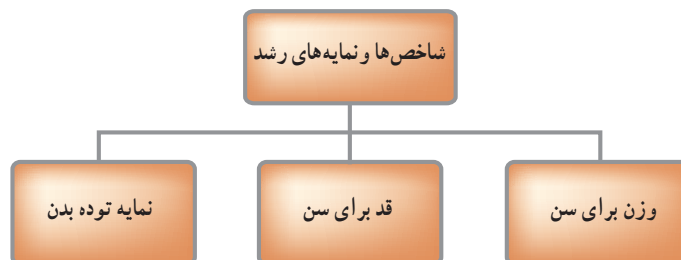 شاخص‌ها و نمایه‌های رشد
وزن برای سن
قد برای سن
نمایه توده بدن